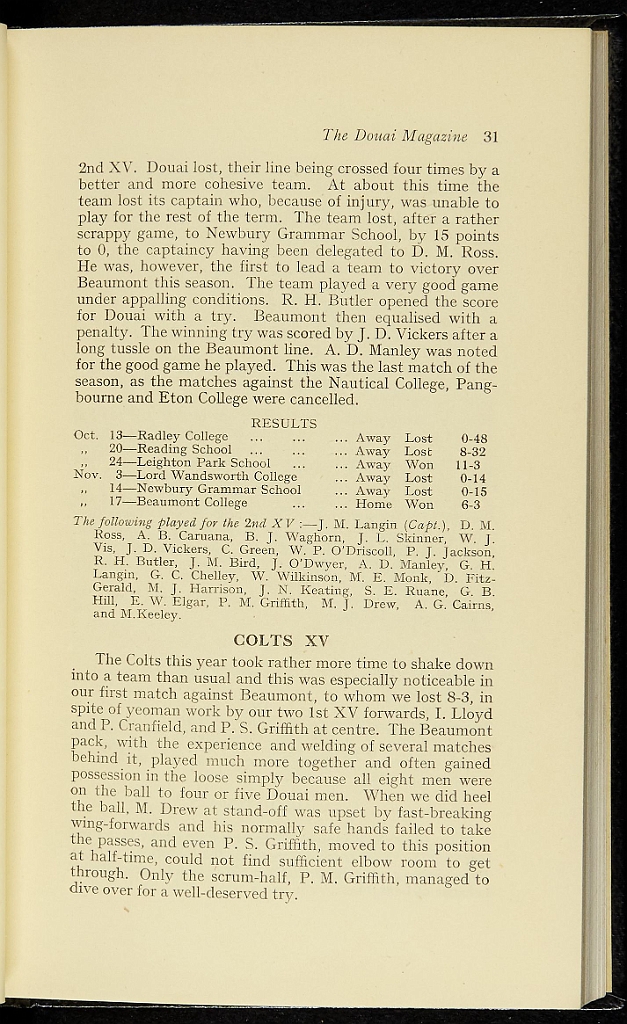 The Douai Magazine 31
2nd XV. Douai lost, their line being crossed four times by a
better and more cohesive team. At about this time the
team lost its captain who, because of injury, was unable to
play for the rest of the term. The team lost, after a rather
scrappy game, to Newbury Grammar School, by 15 points
to 0, the captaincy having been delegated to D. M. Ross.
He was, however, the first to lead a team to victory over
Beaumont this season. The team played a very good game
under appalling conditions. R. H. Butler opened the score
for Douai with a try. Beaumont then equalised with a
penalty. The winning try was scored by J. D. Vickers after a
long tussle on the Beaumont line. A. D. Manley was noted
for the good game he played. This was the last match of the
season, as the matches against the Nautical College, Pang-
bourne and Eton College were cancelled.
RESULTS
Oct. 13—Radley College ... ... ... Away Lost 0-48
„ 20—Reading School ... ... ... Away Lost 8-32
„ 24—Leighton Park School ... ... Away Won 11-3
Nov. 3—Lord Wandsworth College ... Away Lost 0-14
„ 14—Newbury Grammar School ... Away Lost 0-15
„ 17—Beaumont College ... ... Home Won 6-3
The following played for the 2nd XV :—J. M. Langin (Capt.), D. M.
Ross, A. B. Caruana, B. J. Waghorn, J. L. Skinner, W. J.
Vis, J. D. Vickers, C. Green, W. P. O'Driscoll, P. J. Jackson,
R. H. Butler, J. M. Bird, J. O'Dwyer, A. D. Manley, G. H.
Langin, G. C. Chelley, W. Wilkinson, M. E. Monk, D. Fitz-
Gerald, M. J. Harrison, J. N. Keating, S. E. Ruane, G. B.
Hill, E. W. Elgar, P. M. Griffith, M. J. Drew, A. G. Cairns,
and M.Keeley.
COLTS XV
The Colts this year took rather more time to shake down
into a team than usual and this was especially noticeable in
our first match against Beaumont, to whom we lost 8-3, in
spite of yeoman work by our two 1st XV forwards, I. Lloyd
and P. Cranfield, and P. S. Griffith at centre. The Beaumont
pack, with the experience and welding of several matches
behind it, played much more together and often gained
possession in the loose simply because all eight men were
on the ball to four or five Douai men. When we did heel
the ball, M. Drew at stand-off was upset by fast-breaking
wing-forwards and his normally safe hands failed to take
the passes, and even P. S. Griffith, moved to this position
at half-time, could not find sufficient elbow room to get
through. Only the scrum-half, P. M. Griffith, managed to
dive over for a well-deserved try.